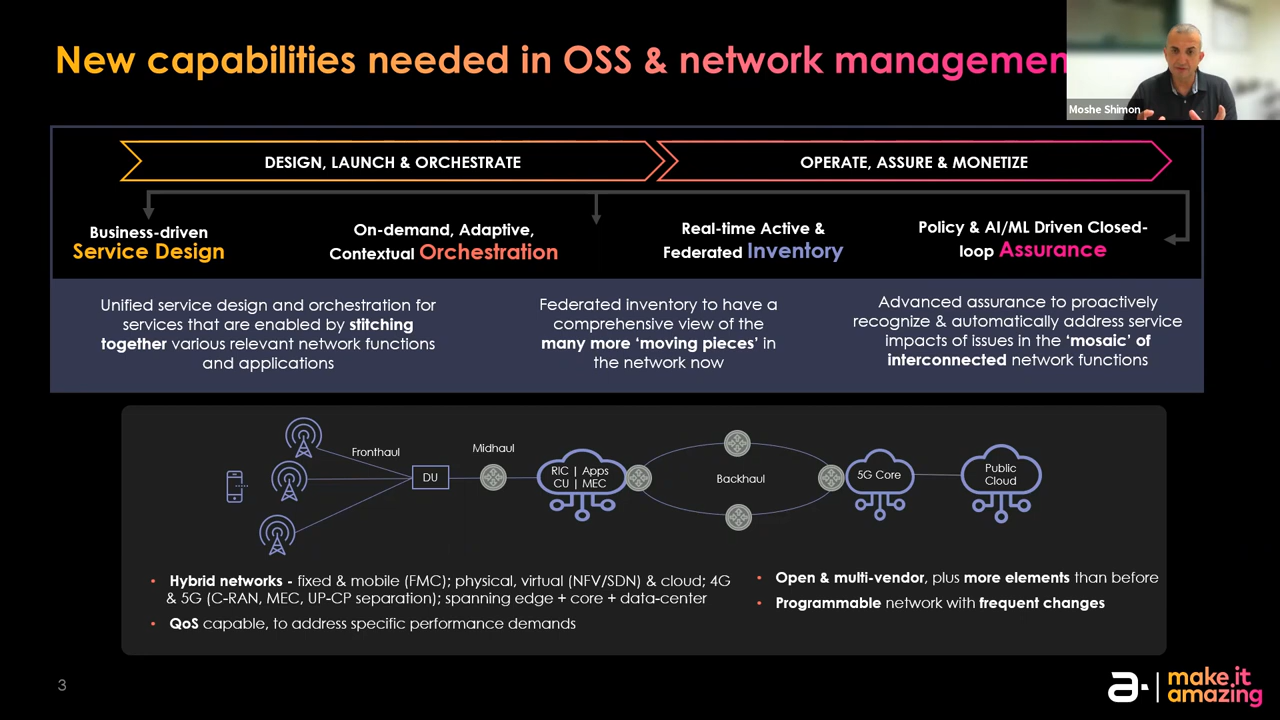 New capabilities needed in OSS & network managemen
Moshe Shimon
DESIGN, LAUNCH & ORCHESTRATE
OPERATE, ASSURE & MONETIZE
Business-driven
Service Design
On-demand, Adaptive,
Contextual Orchestration
Real-time Active &
Federated Inventory
Policy & AI/ML Driven Closed-
loop Assurance
Unified service design and orchestration for
services that are enabled by stitching
together various relevant network functions
and applications
Federated inventory to have a
comprehensive view of the
many more ‘moving pieces’ in
the network now
Advanced assurance to proactively
recognize & automatically address service
impacts of issues in the ‘mosaic’ of
interconnected network functions
Fronthaul
DU
Midhaul
RIC | Apps
CU | MEC
Backhaul
5G Core
Public
Cloud
• Hybrid networks - fixed & mobile (FMC); physical, virtual (NFV/SDN) & cloud; 4G
& 5G (C-RAN, MEC, UP-CP separation); spanning edge + core + data-center
• QoS capable, to address specific performance demands
• Open & multi-vendor, plus more elements than before
• Programmable network with frequent changes
3
a
make it
amazing